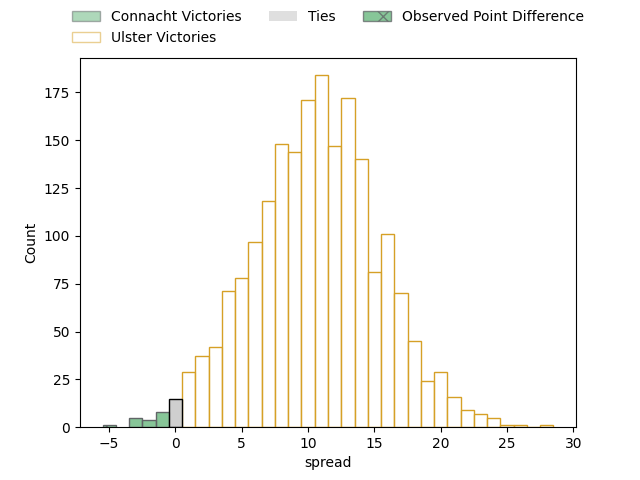 Connacht Victories
Ties
Observed Point Difference
Ulster Victories
175
150
125
100
75
50
25
0
Count
−5
0
5
10
15
20
25
30
spread